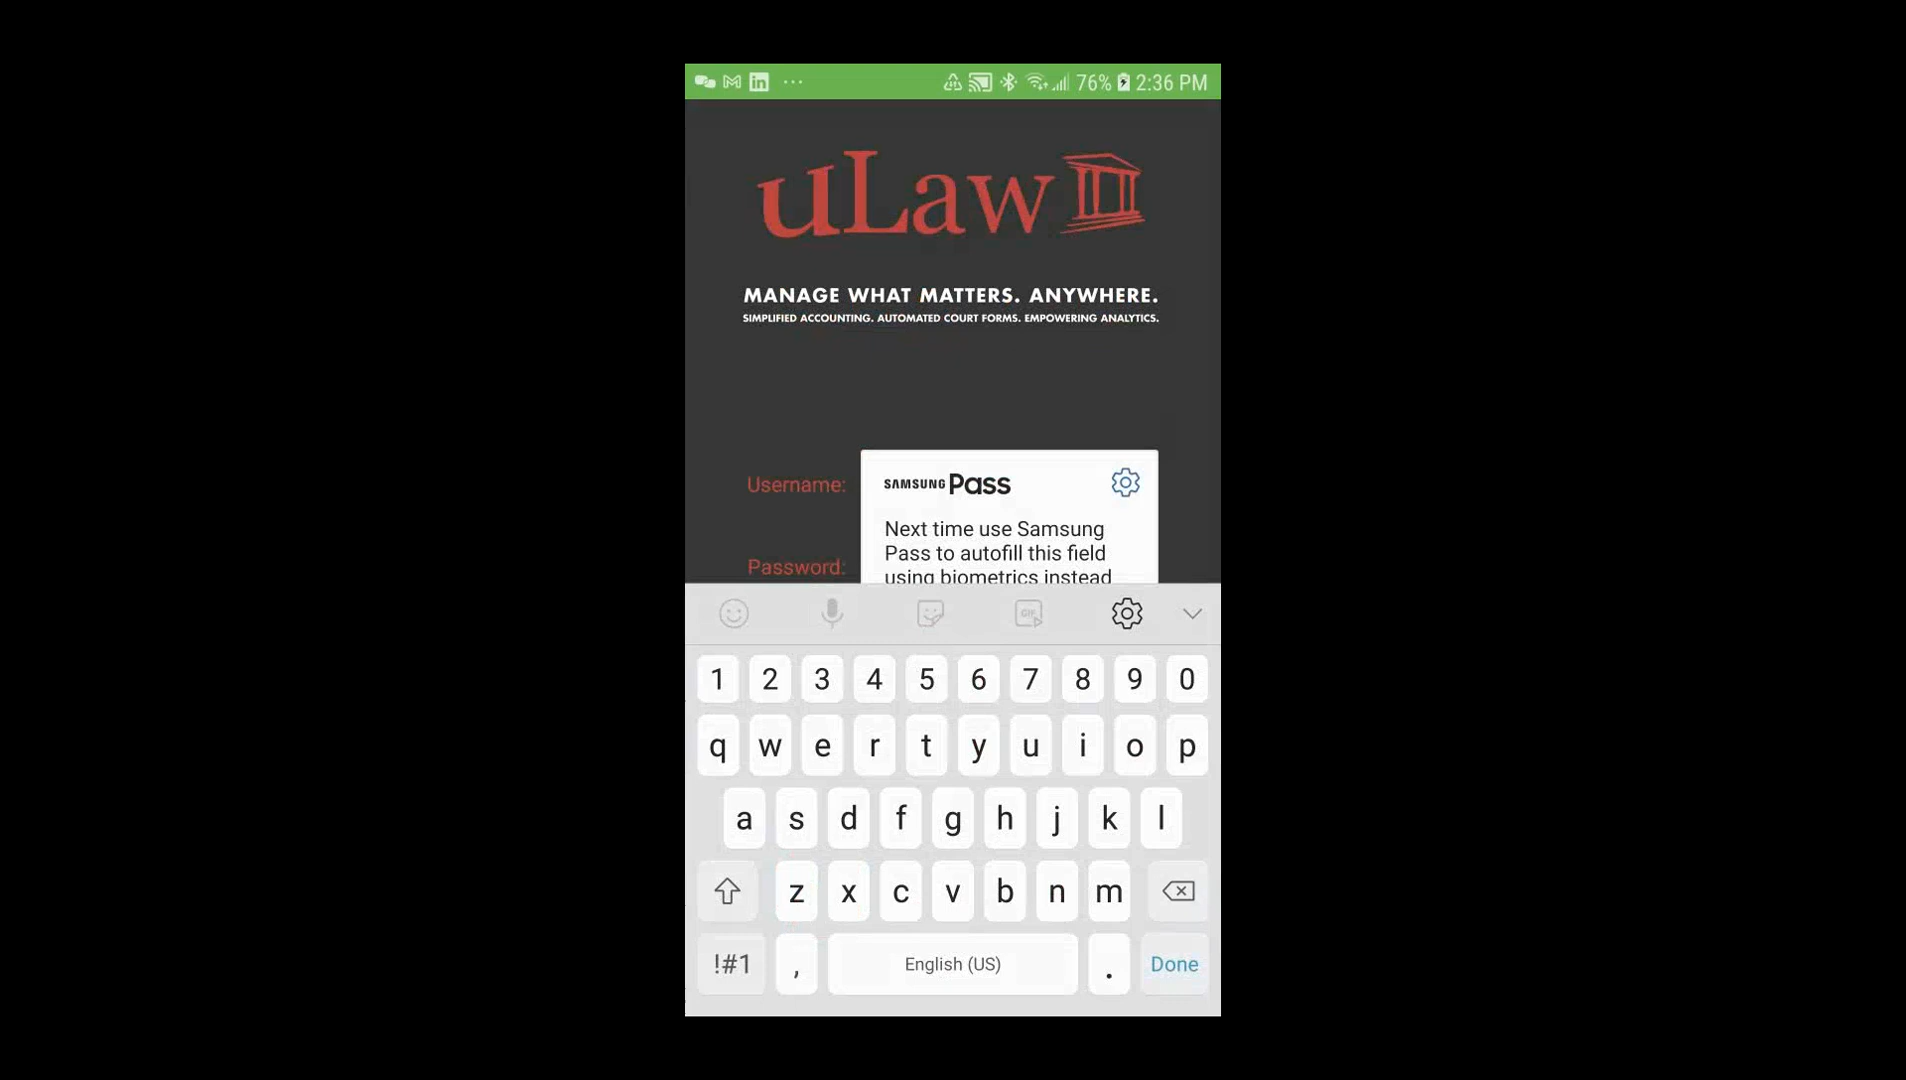 76% 2:36 PM
uLaw
MANAGE WHAT MATTERS. ANYWHERE.
SIMPLIFIED ACCOUNTING. AUTOMATED COURT FORMS. EMPOWERING ANALYTICS.
Username:
SAMSUNG Pass
Next time use Samsung
Pass to autofill this field
using biometrics instead
Password:
GIF
1 2 3 4 5 6 7 8 9 0
q w e r t y u i o p
a s d f g h j k l
z x c v b n m
!#1 , English (US) . Done